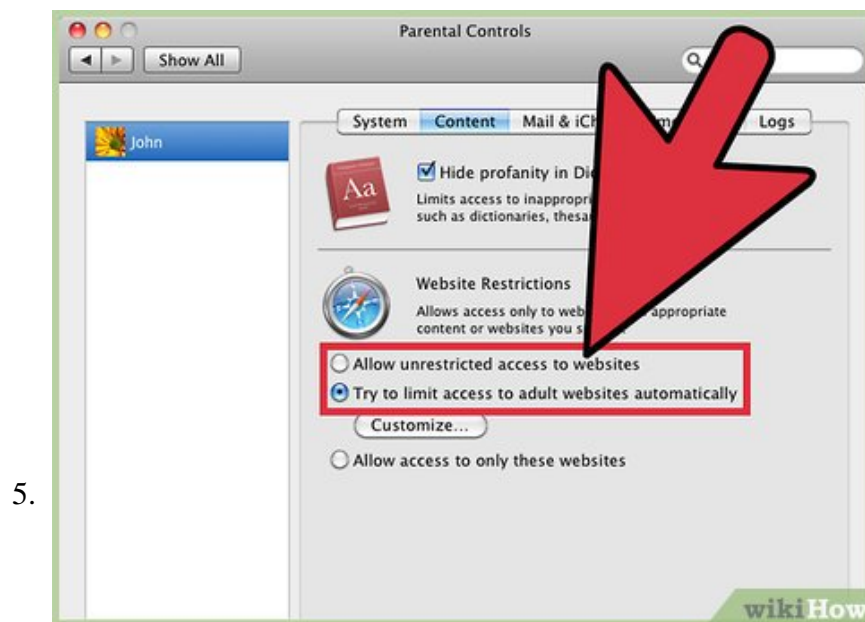 Parental Controls
Show All
System Content Mail & iCh Logs
John
Aa
Hide profanity in Di
Limits access to inappropri
such as dictionaries, thesa
Website Restrictions
Allows access only to web appropriate
content or websites you s
Allow unrestricted access to websites
Try to limit access to adult websites automatically
Customize...
Allow access to only these websites
5.
wikiHow